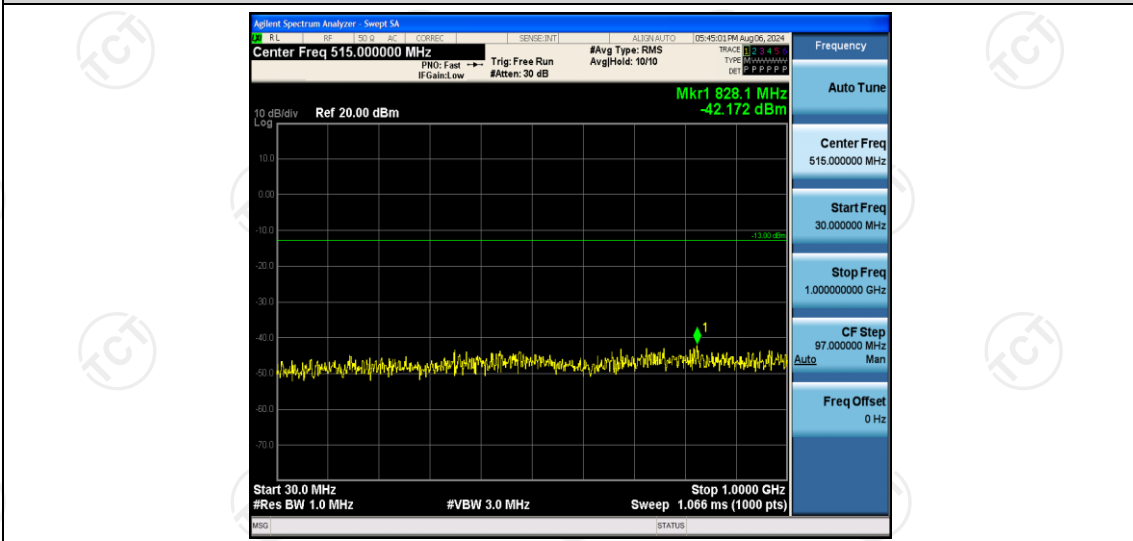 Agilent Spectrum Analyzer - Swept SA
RL RF 50 Ω AC CORREC SENSE:INT ALIGN AUTO 05:45:01 PM Aug 06, 2024
Center Freq 515.000000 MHz #Avg Type: RMS TRACE 1 2 3 4 5 6
PNO: Fast Trig: Free Run Avg|Hold: 10/10 TYPE M
IFGain:Low #Atten: 30 dB DET P P P P P P
Mkr1 828.1 MHz
-42.172 dBm
10 dB/div Ref 20.00 dBm
Log
10.0
0.00
-10.0
-13.00 dBm
-20.0
-30.0
-40.0
1
-50.0
-60.0
-70.0
Start 30.0 MHz Stop 1.0000 GHz
#Res BW 1.0 MHz #VBW 3.0 MHz Sweep 1.066 ms (1000 pts)
MSG STATUS
Frequency
Auto Tune
Center Freq
515.000000 MHz
Start Freq
30.000000 MHz
Stop Freq
1.000000000 GHz
CF Step
97.000000 MHz
Auto Man
Freq Offset
0 Hz
TCT
TCT
TCT
TCT